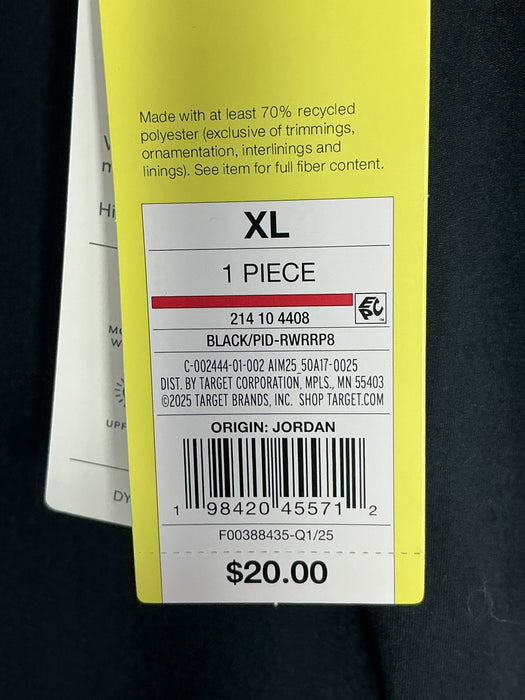 Made with at least 70% recycled
polyester (exclusive of trimmings,
ornamentation, interlinings and
linings). See item for full fiber content.
XL
1 PIECE
EPC
214 10 4408
BLACK/PID-RWRRP8
C-002444-01-002 AIM25_50A17-0025
DIST. BY TARGET CORPORATION, MPLS., MN 55403
©2025 TARGET BRANDS, INC. SHOP TARGET.COM
ORIGIN: JORDAN
1 98420 45571 2
F00388435-Q1/25
$20.00